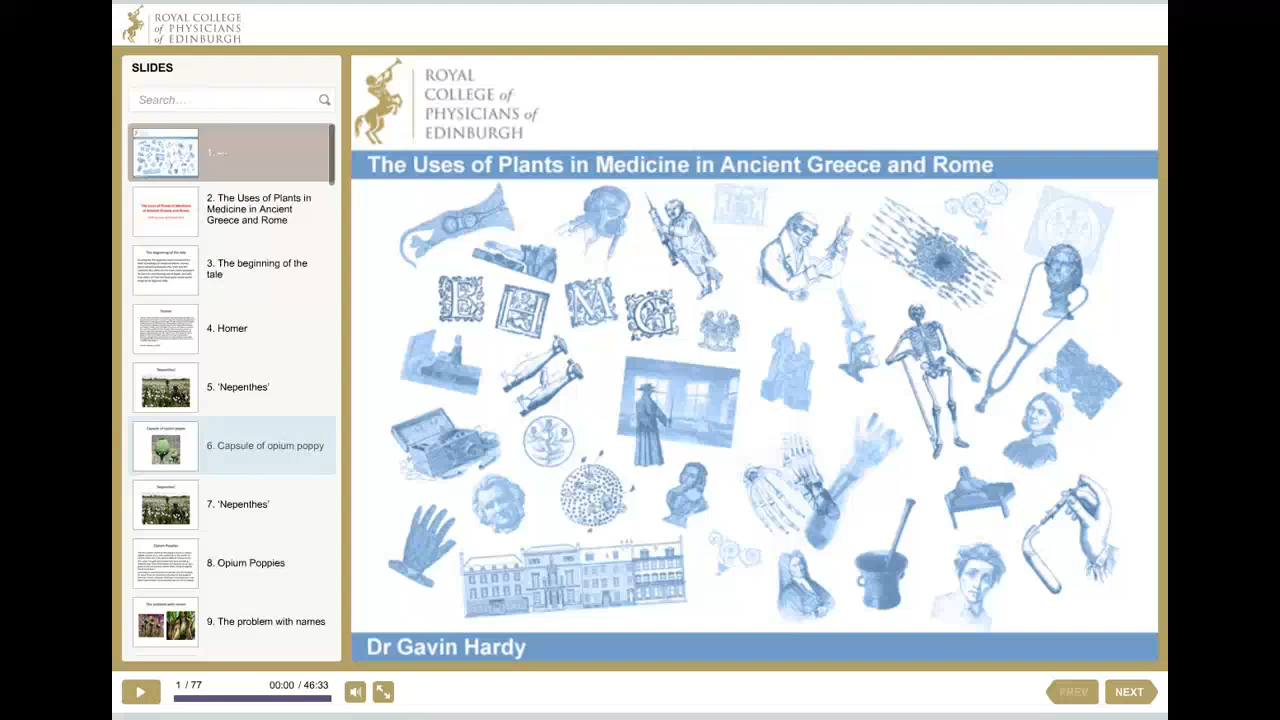 ROYAL COLLEGE
of PHYSICIANS
of EDINBURGH
SLIDES
Search...
1. ---
2. The Uses of Plants in
Medicine in Ancient
Greece and Rome
3. The beginning of the
tale
4. Homer
5. 'Nepenthes'
6. Capsule of opium poppy
7. 'Nepenthes'
8. Opium Poppies
9. The problem with names
ROYAL
COLLEGE of
PHYSICIANS of
EDINBURGH
The Uses of Plants in Medicine in Ancient Greece and Rome
E H M G
Dr Gavin Hardy
1 / 77
00:00 / 46:33
PREV
NEXT